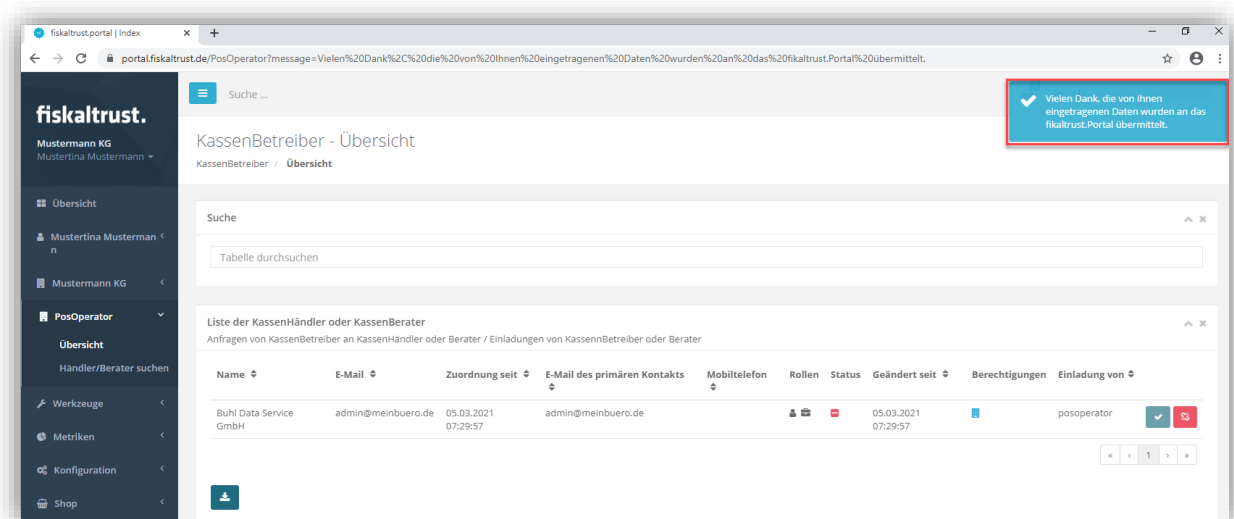 fiskaltrust.portal | Index
portal.fiskaltrust.de/PosOperator?message=Vielen%20Dank%2C%20die%20von%20Ihnen%20eingetragenen%20Daten%20wurden%20an%20das%20fikaltrust.Portal%20übermittelt.
fiskaltrust.
Mustermann KG
Mustertina Mustermann
Suche ...
Vielen Dank, die von Ihnen
eingetragenen Daten wurden an das
fikaltrust.Portal übermittelt.
KassenBetreiber - Übersicht
KassenBetreiber / Übersicht
Übersicht
Mustertina Musterman
n
Mustermann KG
PosOperator
Übersicht
Händler/Berater suchen
Werkzeuge
Metriken
Konfiguration
Shop
Suche
Tabelle durchsuchen
Liste der KassenHändler oder KassenBerater
Anfragen von KassenBetreiber an KassenHändler oder Berater / Einladungen von KassennBetreiber oder Berater
Name E-Mail Zuordnung seit E-Mail des primären Kontakts Mobiltelefon Rollen Status Geändert seit Berechtigungen Einladung von
Buhl Data Service admin@meinbuero.de 05.03.2021 admin@meinbuero.de 05.03.2021 posoperator
GmbH 07:29:57 07:29:57
« ‹ 1 › »